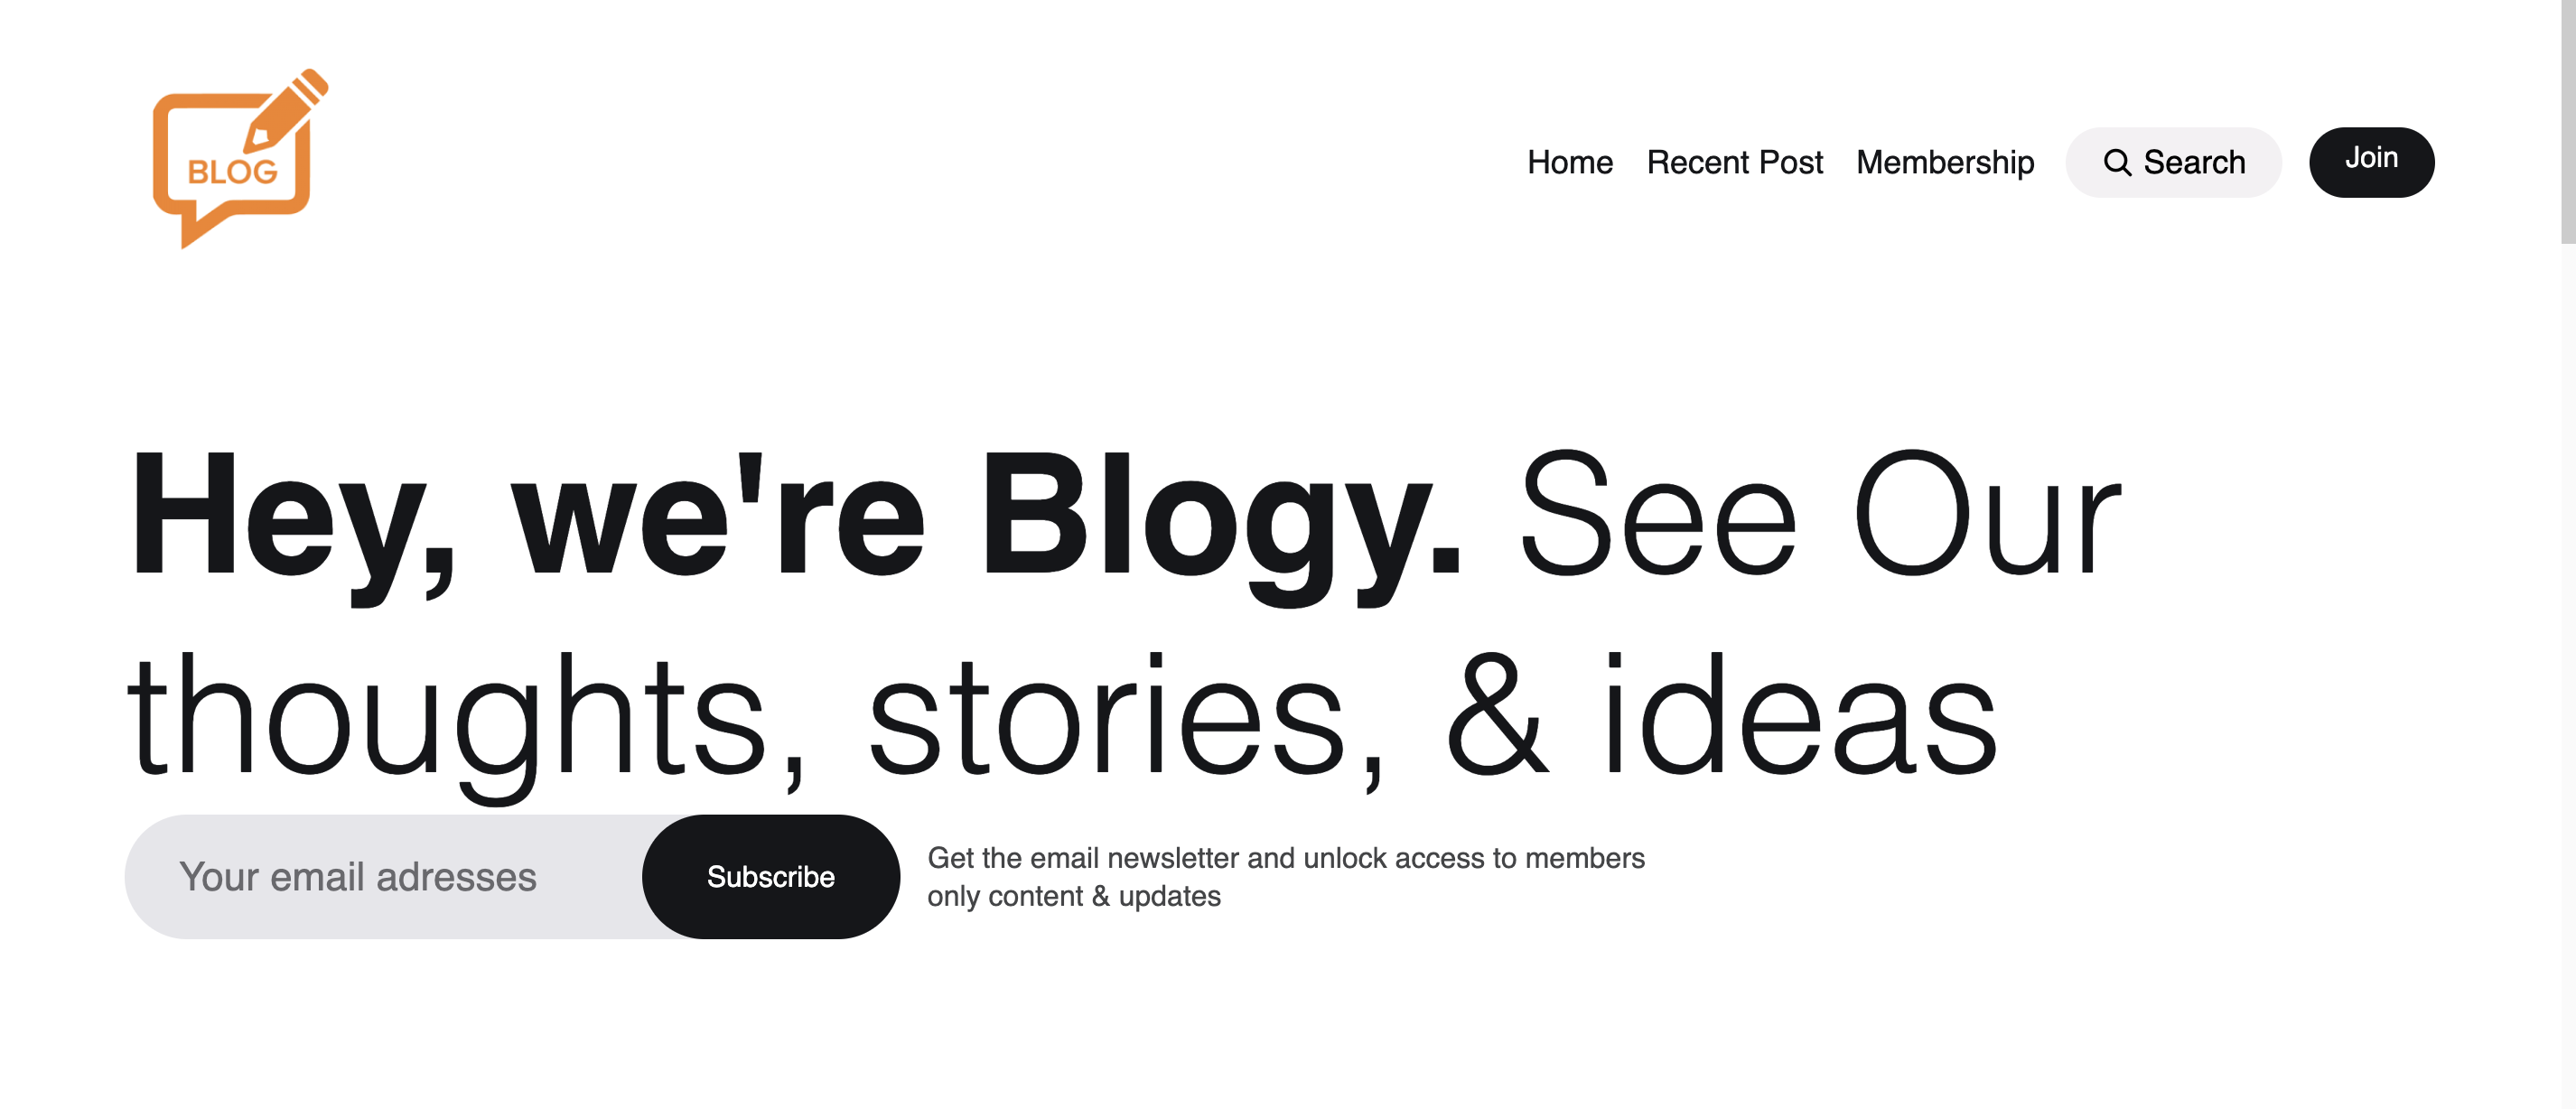 BLOG
Home Recent Post Membership Search Join
Hey, we're Blogy. See Our
thoughts, stories, & ideas
Your email adresses
Subscribe
Get the email newsletter and unlock access to members
only content & updates